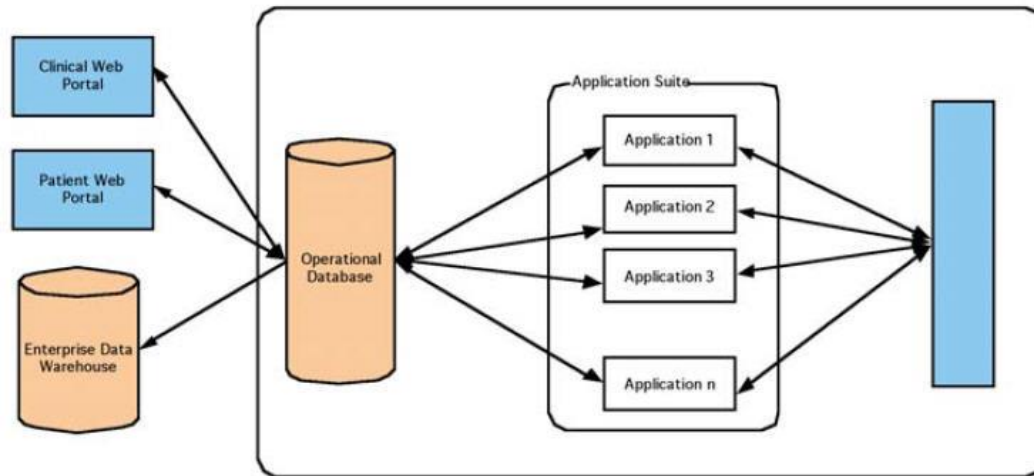 Clinical Web
Portal
Patient Web
Portal
Enterprise Data
Warehouse
Operational
Database
Application Suite
Application 1
Application 2
Application 3
Application n